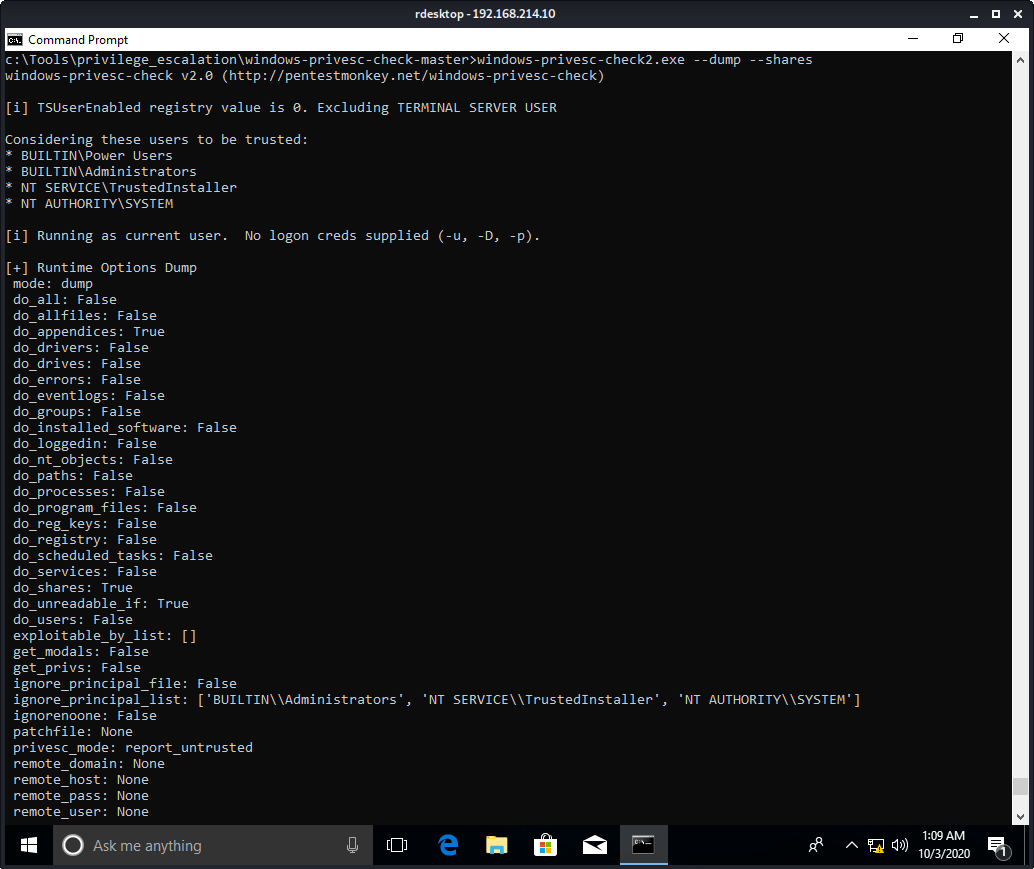 rdesktop - 192.168.214.10
Command Prompt
c:\Tools\privilege_escalation\windows-privesc-check-master>windows-privesc-check2.exe --dump --shares
windows-privesc-check v2.0 (http://pentestmonkey.net/windows-privesc-check)
[i] TSUserEnabled registry value is 0. Excluding TERMINAL SERVER USER
Considering these users to be trusted:
* BUILTIN\Power Users
* BUILTIN\Administrators
* NT SERVICE\TrustedInstaller
* NT AUTHORITY\SYSTEM
[i] Running as current user.  No logon creds supplied (-u, -D, -p).
[+] Runtime Options Dump
mode: dump
do_all: False
do_allfiles: False
do_appendices: True
do_drivers: False
do_drives: False
do_errors: False
do_eventlogs: False
do_groups: False
do_installed_software: False
do_loggedin: False
do_nt_objects: False
do_paths: False
do_processes: False
do_program_files: False
do_reg_keys: False
do_registry: False
do_scheduled_tasks: False
do_services: False
do_shares: True
do_unreadable_if: True
do_users: False
exploitable_by_list: []
get_modals: False
get_privs: False
ignore_principal_file: False
ignore_principal_list: ['BUILTIN\\Administrators', 'NT SERVICE\\TrustedInstaller', 'NT AUTHORITY\\SYSTEM']
ignorenoone: False
patchfile: None
privesc_mode: report_untrusted
remote_domain: None
remote_host: None
remote_pass: None
remote_user: None
Ask me anything
1:09 AM
10/3/2020
1